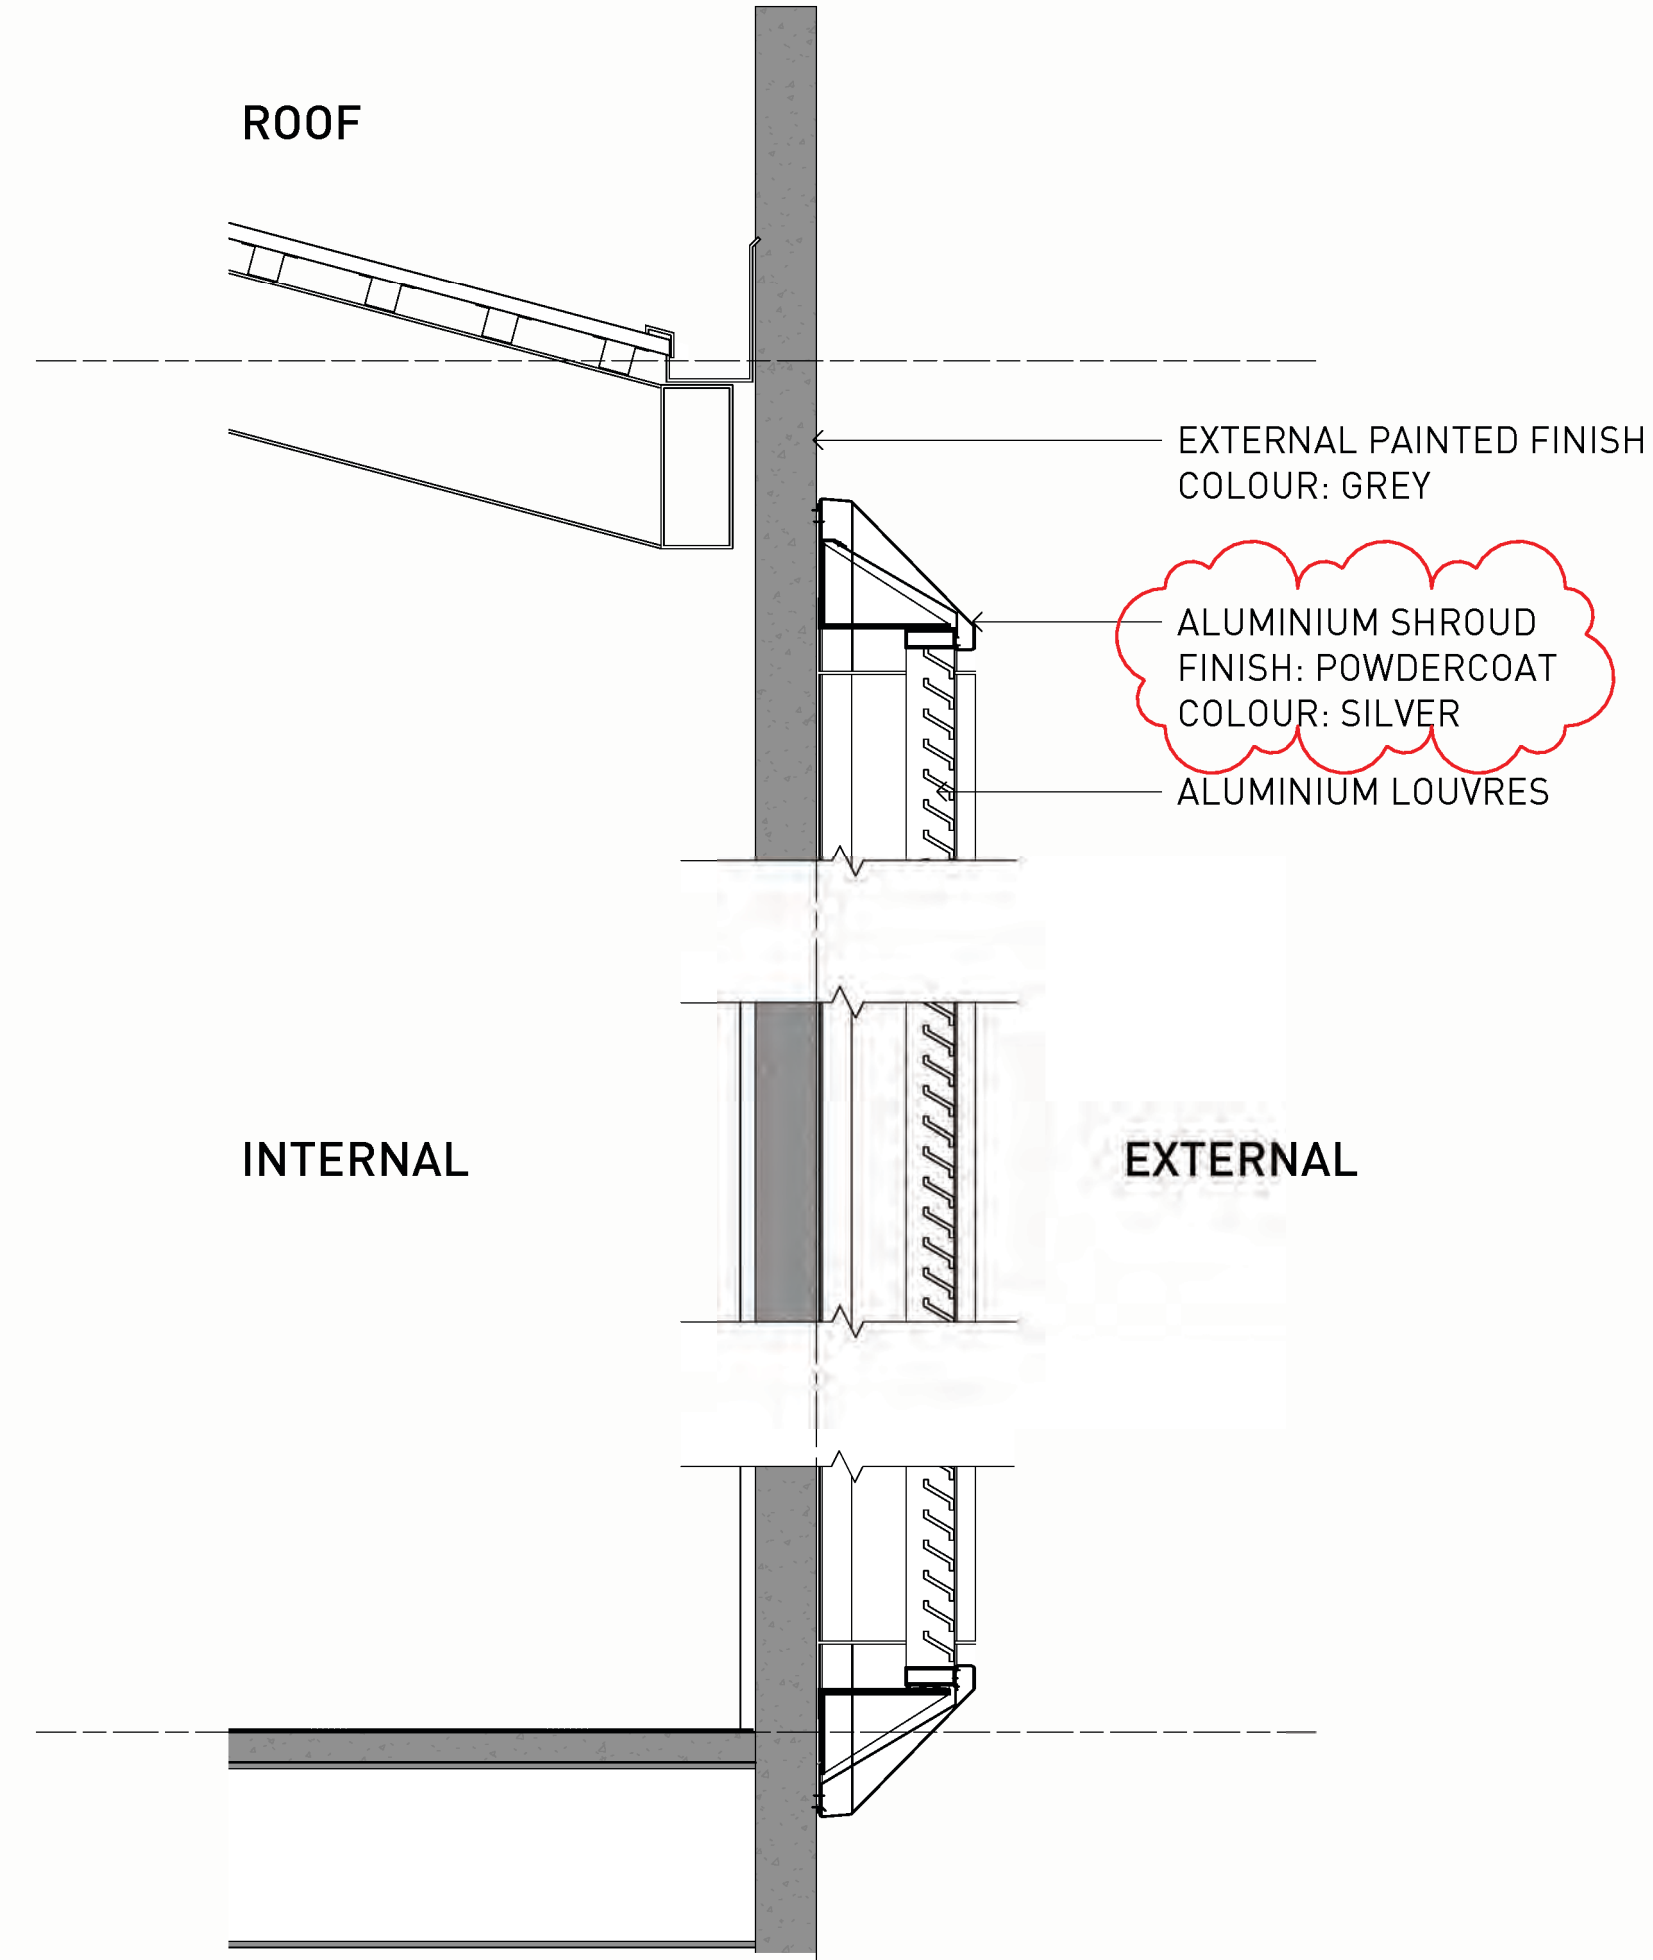 ROOF
EXTERNAL PAINTED FINISH
COLOUR: GREY
ALUMINIUM SHROUD
FINISH: POWDERCOAT
COLOUR: SILVER
ALUMINIUM LOUVRES
INTERNAL
EXTERNAL